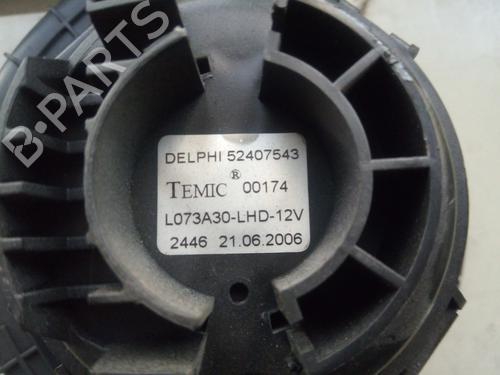 DELPHI 52407543
TEMIC® 00174
L073A30-LHD-12V
2446 21.06.2006
B-PARTS